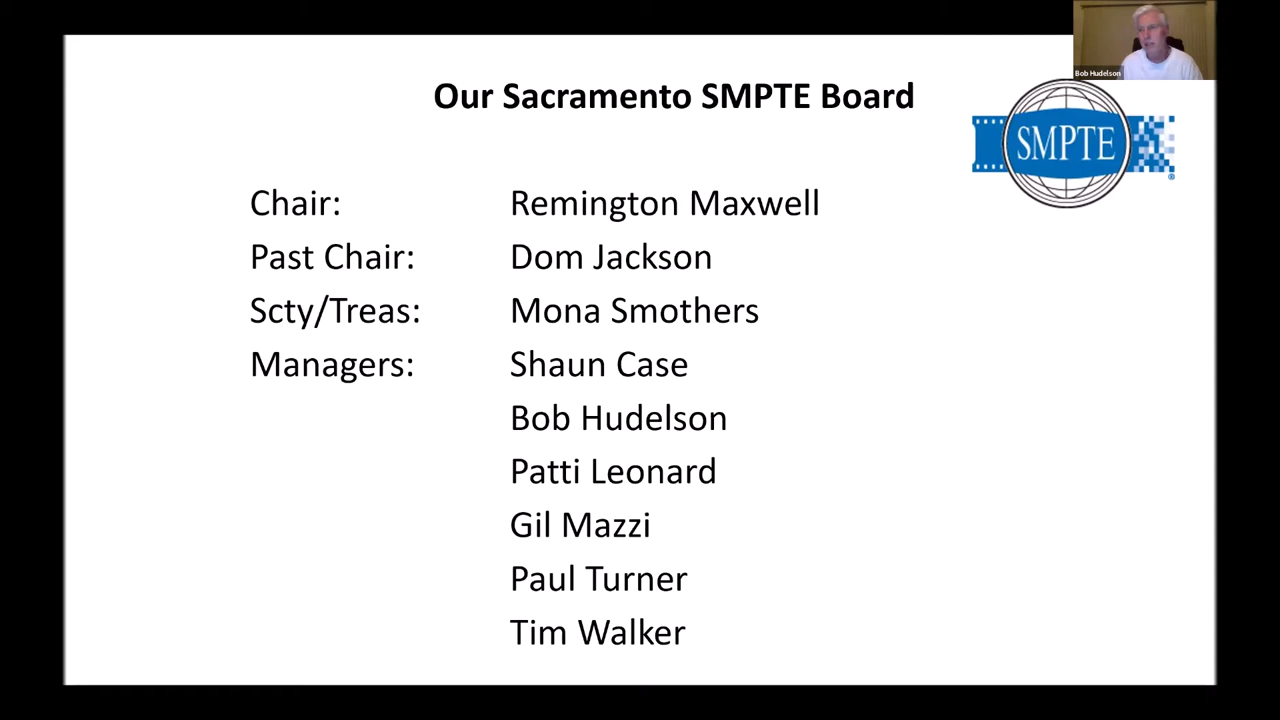 Bob Hudelson
Our Sacramento SMPTE Board
SMPTE
Chair: Remington Maxwell
Past Chair: Dom Jackson
Scty/Treas: Mona Smothers
Managers: Shaun Case
Bob Hudelson
Patti Leonard
Gil Mazzi
Paul Turner
Tim Walker